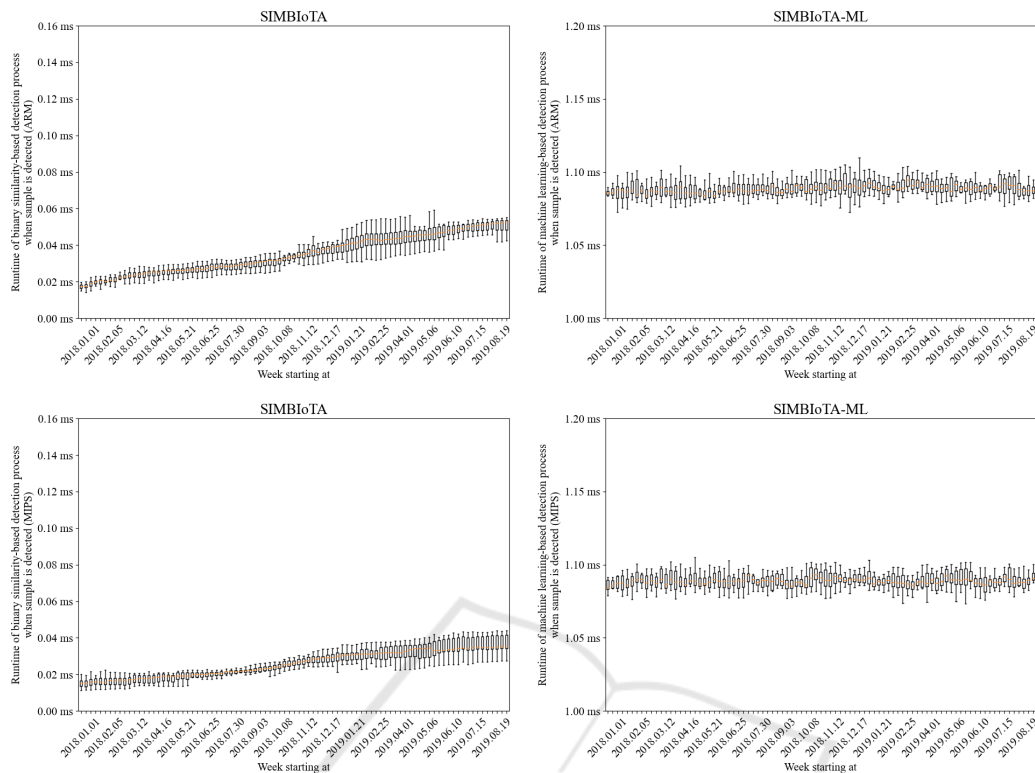 SIMBIoTA
0.16 ms
0.14 ms
0.12 ms
0.10 ms
0.08 ms
0.06 ms
0.04 ms
0.02 ms
0.00 ms
Runtime of binary similarity-based detection process
when sample is detected (ARM)
2018.01.01
2018.02.05
2018.03.12
2018.04.16
2018.05.21
2018.06.25
2018.07.30
2018.09.03
2018.10.08
2018.11.12
2018.12.17
2019.01.21
2019.02.25
2019.04.01
2019.05.06
2019.06.10
2019.07.15
2019.08.19
Week starting at
SIMBIoTA-ML
1.20 ms
1.15 ms
1.10 ms
1.05 ms
1.00 ms
Runtime of machine learning-based detection process
when sample is detected (ARM)
2018.01.01
2018.02.05
2018.03.12
2018.04.16
2018.05.21
2018.06.25
2018.07.30
2018.09.03
2018.10.08
2018.11.12
2018.12.17
2019.01.21
2019.02.25
2019.04.01
2019.05.06
2019.06.10
2019.07.15
2019.08.19
Week starting at
SIMBIoTA
0.16 ms
0.14 ms
0.12 ms
0.10 ms
0.08 ms
0.06 ms
0.04 ms
0.02 ms
0.00 ms
Runtime of binary similarity-based detection process
when sample is detected (MIPS)
2018.01.01
2018.02.05
2018.03.12
2018.04.16
2018.05.21
2018.06.25
2018.07.30
2018.09.03
2018.10.08
2018.11.12
2018.12.17
2019.01.21
2019.02.25
2019.04.01
2019.05.06
2019.06.10
2019.07.15
2019.08.19
Week starting at
SIMBIoTA-ML
1.20 ms
1.15 ms
1.10 ms
1.05 ms
1.00 ms
Runtime of machine learning-based detection process
when sample is detected (MIPS)
2018.01.01
2018.02.05
2018.03.12
2018.04.16
2018.05.21
2018.06.25
2018.07.30
2018.09.03
2018.10.08
2018.11.12
2018.12.17
2019.01.21
2019.02.25
2019.04.01
2019.05.06
2019.06.10
2019.07.15
2019.08.19
Week starting at